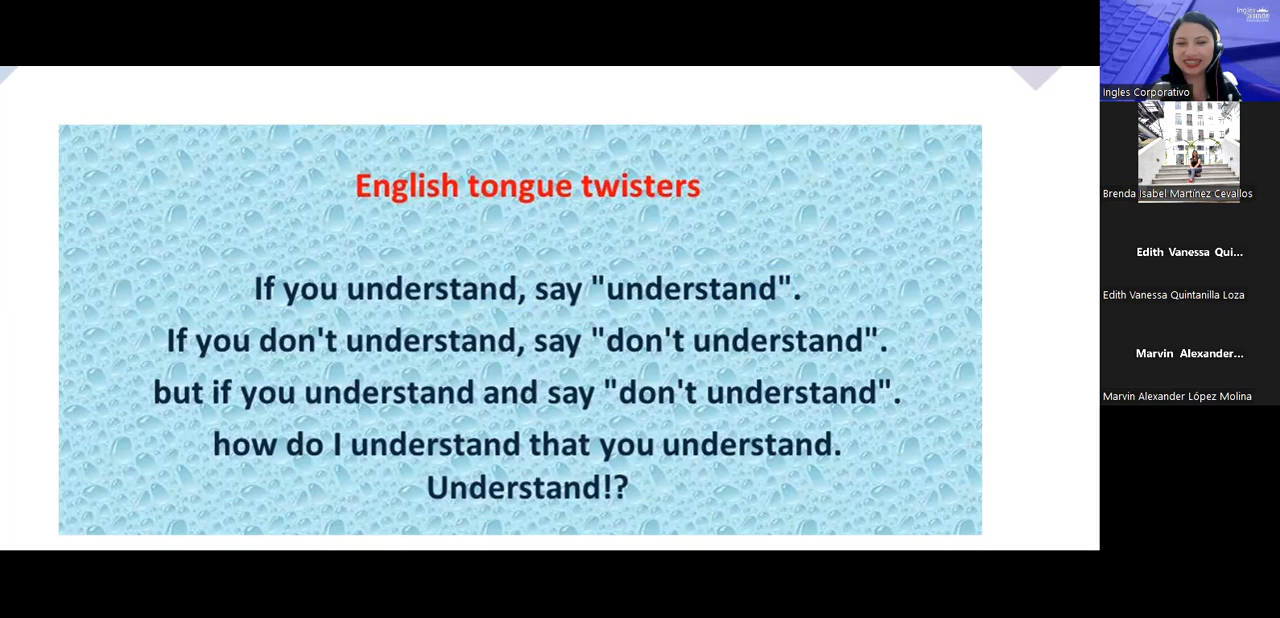 English tongue twisters
If you understand, say "understand".
If you don't understand, say "don't understand".
but if you understand and say "don't understand".
how do I understand that you understand.
Understand!?
Ingles Corporativo
Brenda Isabel Martínez Cevallos
Edith Vanessa Qui...
Edith Vanessa Quintanilla Loza
Marvin Alexander...
Marvin Alexander López Molina